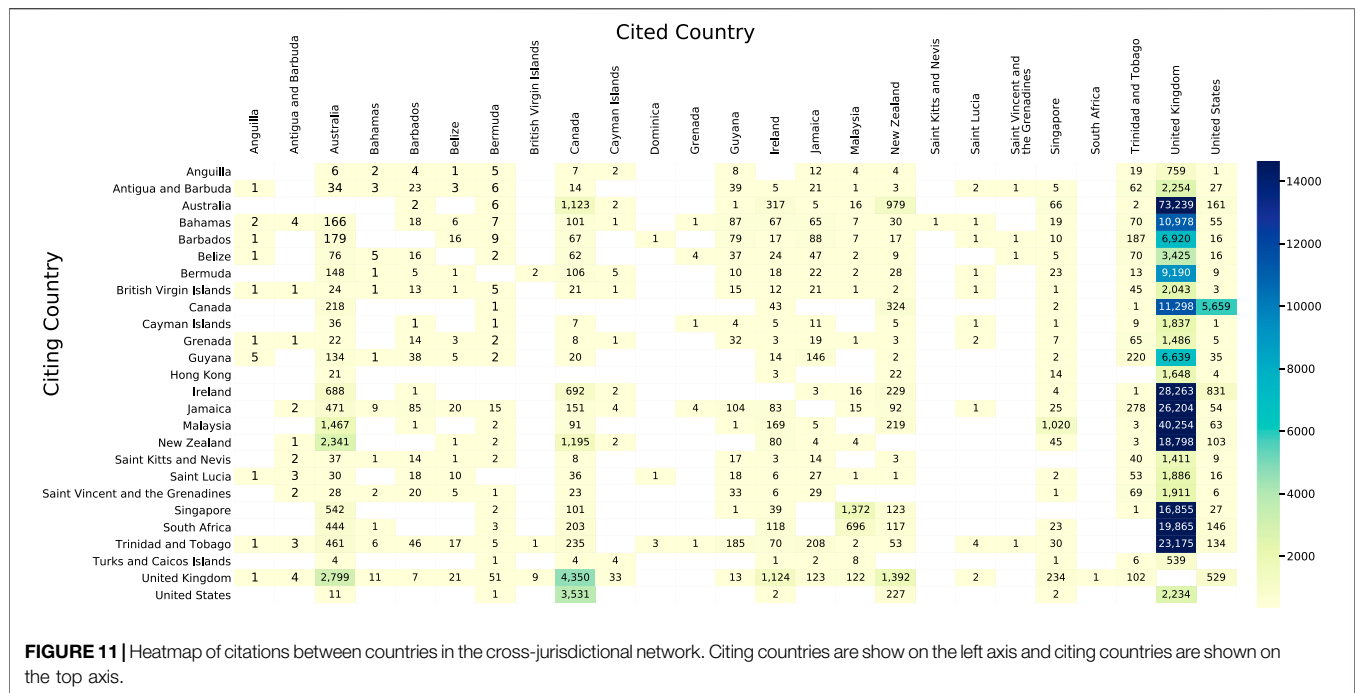 Cited Country
Anguilla
Antigua and Barbuda
Australia
Bahamas
Barbados
Belize
Bermuda
British Virgin Islands
Canada
Cayman Islands
Dominica
Grenada
Guyana
Ireland
Jamaica
Malaysia
New Zealand
Saint Kitts and Nevis
Saint Lucia
Saint Vincent and
the Grenadines
Singapore
South Africa
Trinidad and Tobago
United Kingdom
United States
Citing Country
Anguilla 6 2 4 1 5 7 2 8 12 4 4 19 759 1
Antigua and Barbuda 1 34 3 23 3 6 14 39 5 21 1 3 2 1 5 62 2,254 27
Australia 2 6 1,123 2 1 317 5 16 979 66 2 73,239 161
Bahamas 2 4 166 18 6 7 101 1 1 87 67 65 7 30 1 1 19 70 10,978 55
Barbados 1 179 16 9 67 1 79 17 88 7 17 1 1 10 187 6,920 16
Belize 1 76 5 16 2 62 4 37 24 47 2 9 1 5 70 3,425 16
Bermuda 148 1 5 1 2 106 5 10 18 22 2 28 1 23 13 9,190 9
British Virgin Islands 1 1 24 1 13 1 5 21 1 15 12 21 1 2 1 1 45 2,043 3
Canada 218 1 43 324 2 1 11,298 5,659
Cayman Islands 36 1 1 7 1 4 5 11 5 1 1 9 1,837 1
Grenada 1 1 22 14 3 2 8 1 32 3 19 1 3 2 7 65 1,486 5
Guyana 5 134 1 38 5 2 20 14 146 2 2 220 6,639 35
Hong Kong 21 3 22 14 1,648 4
Ireland 688 1 692 2 3 16 229 4 1 28,263 831
Jamaica 2 471 9 85 20 15 151 4 4 104 83 15 92 1 25 278 26,204 54
Malaysia 1,467 1 2 91 1 169 5 219 1,020 3 40,254 63
New Zealand 1 2,341 1 2 1,195 2 80 4 4 45 3 18,798 103
Saint Kitts and Nevis 2 37 1 14 1 2 8 17 3 14 3 40 1,411 9
Saint Lucia 1 3 30 18 10 36 1 18 6 27 1 1 2 53 1,886 16
Saint Vincent and the Grenadines 2 28 2 20 5 1 23 33 6 29 1 69 1,911 6
Singapore 542 2 101 1 39 1,372 123 1 16,855 27
South Africa 444 1 3 203 118 696 117 23 19,865 146
Trinidad and Tobago 1 3 461 6 46 17 5 1 235 3 1 185 70 208 2 53 4 1 30 23,175 134
Turks and Caicos Islands 4 1 4 4 1 2 8 1 6 539
United Kingdom 1 4 2,799 11 7 21 51 9 4,350 33 13 1,124 123 122 1,392 2 234 1 102 529
United States 11 1 3,531 2 227 2 2,234
14000
12000
10000
8000
6000
4000
2000
FIGURE 11 | Heatmap of citations between countries in the cross-jurisdictional network. Citing countries are show on the left axis and citing countries are shown on
the top axis.